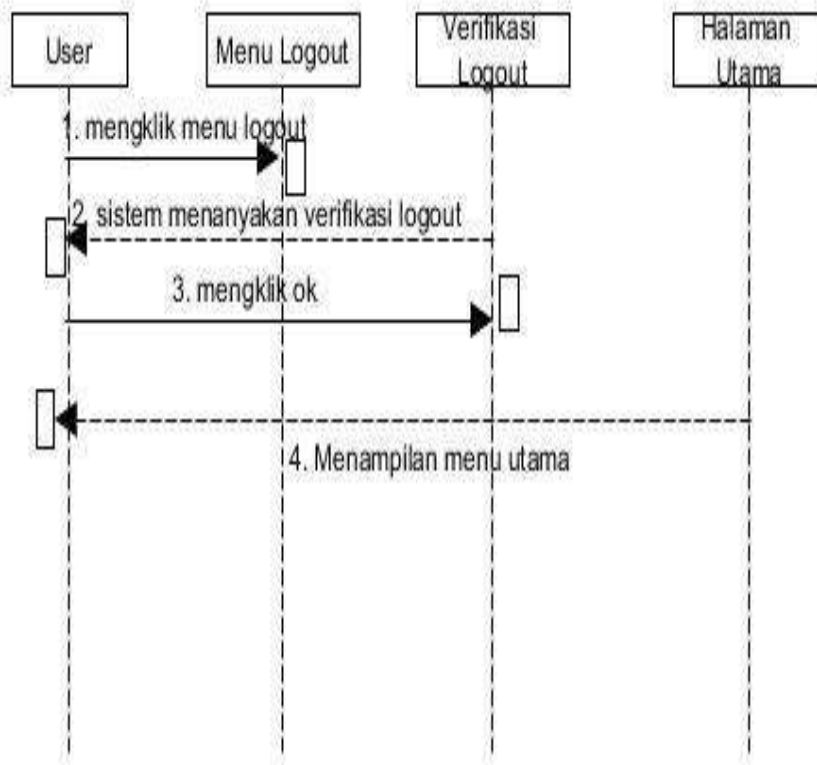 User
Menu Logout
Verifikasi
Logout
Halaman
Utama
1. mengklik menu logout
2. sistem menanyakan verifikasi logout
3. mengklik ok
4. Menampilan menu utama